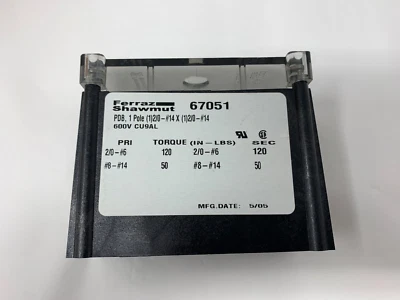 Ferraz
Shawmut 67051
PDB, 1 Pole (1)2/0-#14 X (1)2/0-#14
600V CU9AL
PRI TORQUE (IN-LBS) SEC
2/0-#6 120 2/0-#6 120
#8-#14 50 #8-#14 50
MFG.DATE: 5/05